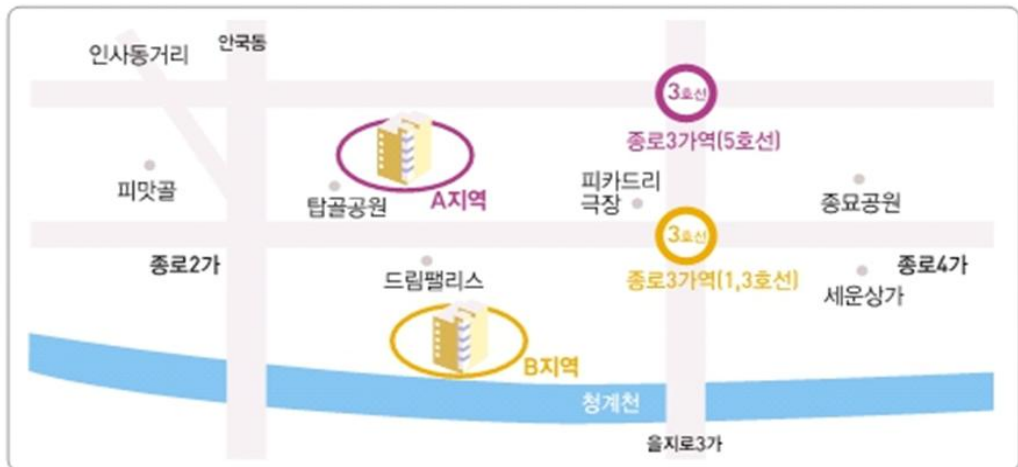 안국동
인사동거리
3호선
종로3가역(5호선)
피맛골
탑골공원
A지역
피카드리
극장
종묘공원
3호선
종로2가
드림팰리스
종로3가역(1,3호선)
종로4가
세운상가
B지역
청계천
을지로3가